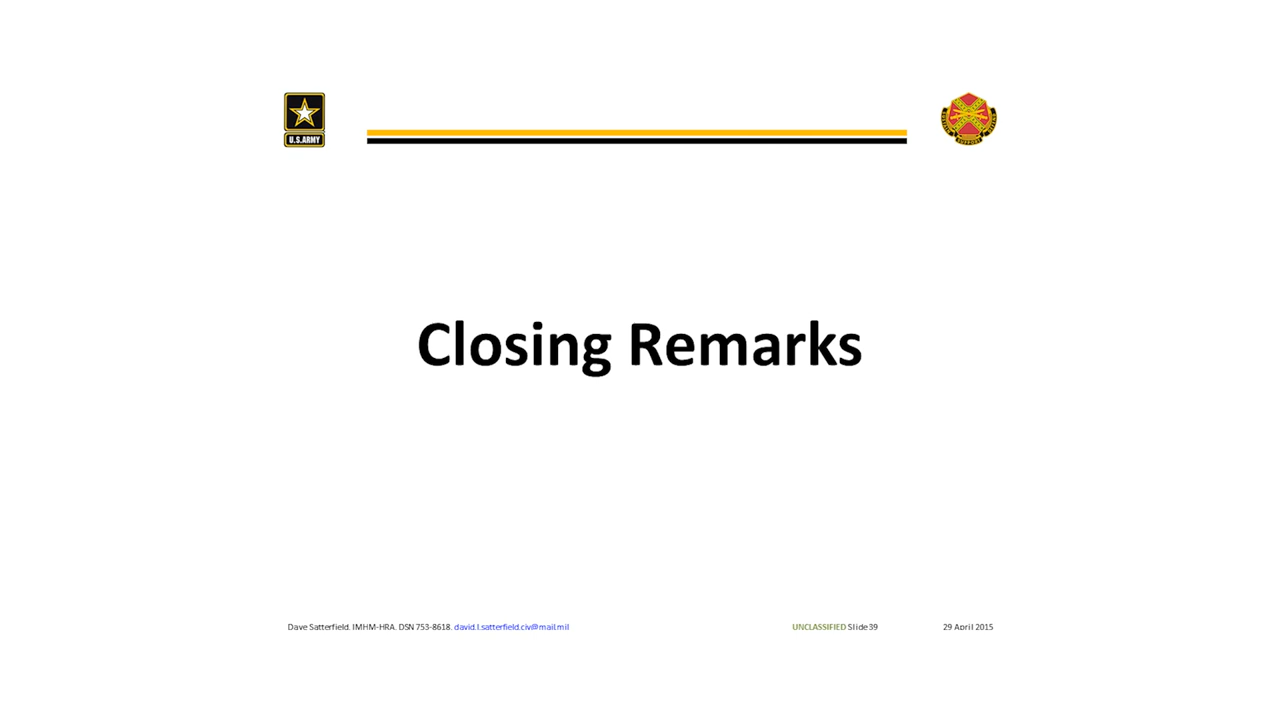 U.S.ARMY
SUPPORT
Closing Remarks
Dave Satterfield. IMHM-HRA. DSN 753-8618. david.l.satterfield.civ@mail.mil
UNCLASSIFIED Slide 39
29 April 2015